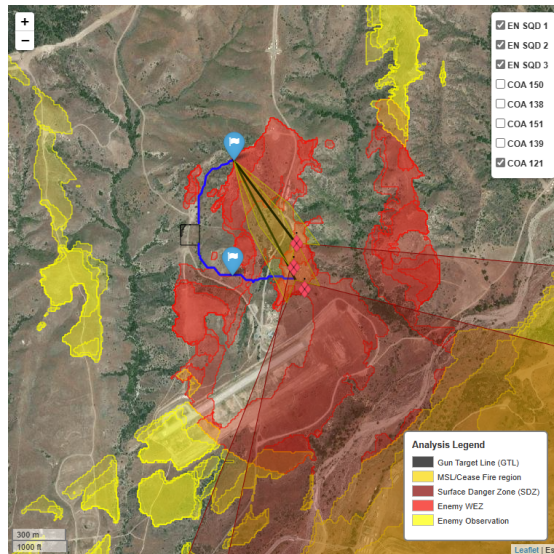 +
−
EN SQD 1
EN SQD 2
EN SQD 3
COA 150
COA 138
COA 151
COA 139
COA 121
D
Analysis Legend
Gun Target Line (GTL)
MSL/Cease Fire region
Surface Danger Zone (SDZ)
Enemy WEZ
Enemy Observation
300 m
1000 ft
Leaflet | Es